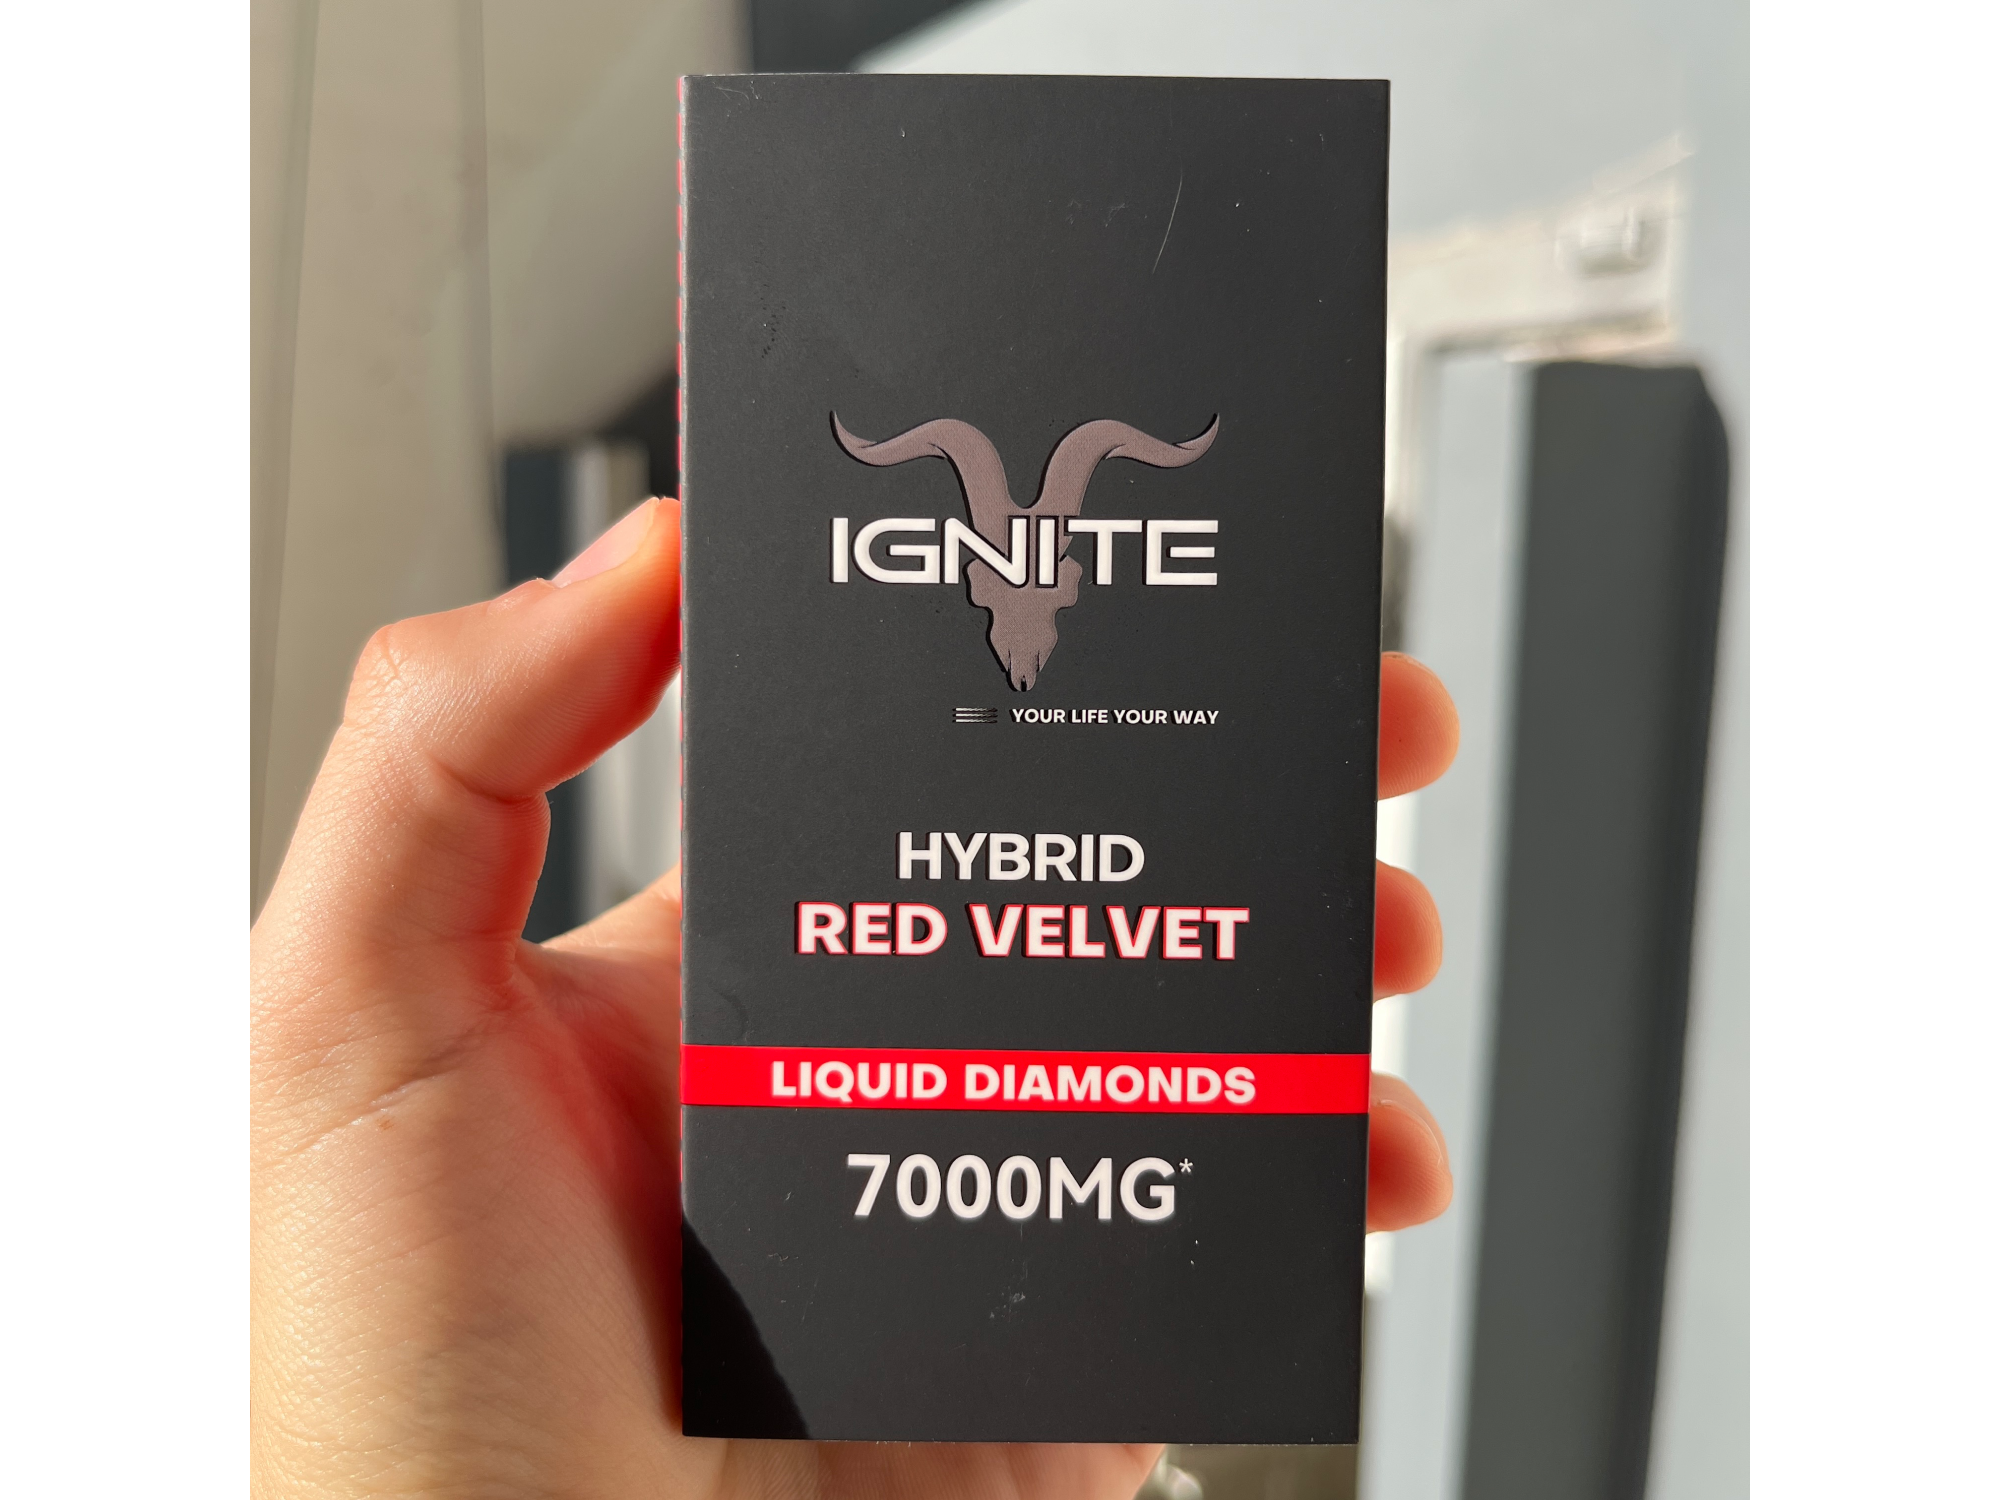 IGNITE
YOUR LIFE YOUR WAY
HYBRID
RED VELVET
LIQUID DIAMONDS
7000MG*